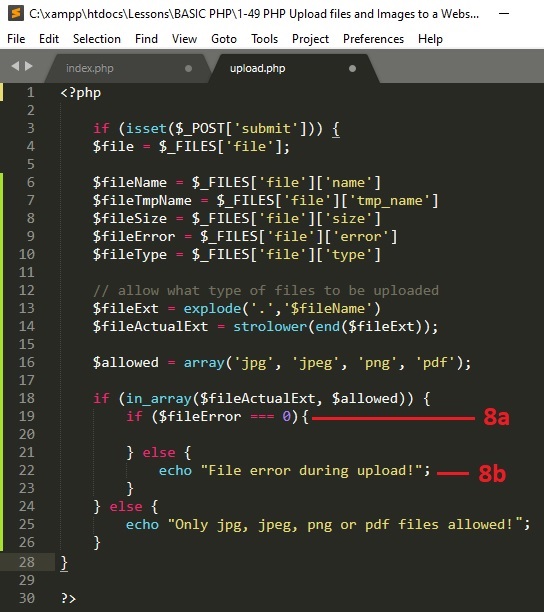 C:\xampp\htdocs\Lessons\BASIC PHP\1-49 PHP Upload files and Images to a Webs...
File Edit Selection Find View Goto Tools Project Preferences Help
index.php upload.php
1 <?php
2
3 if (isset($_POST['submit'])) {
4 $file = $_FILES['file'];
5
6 $fileName = $_FILES['file']['name']
7 $fileTmpName = $_FILES['file']['tmp_name']
8 $fileSize = $_FILES['file']['size']
9 $fileError = $_FILES['file']['error']
10 $fileType = $_FILES['file']['type']
11
12 // allow what type of files to be uploaded
13 $fileExt = explode('.','$fileName')
14 $fileActualExt = strolower(end($fileExt));
15
16 $allowed = array('jpg', 'jpeg', 'png', 'pdf');
17
18 if (in_array($fileActualExt, $allowed)) {
19 if ($fileError === 0){ 8a
20
21 } else {
22 echo "File error during upload!"; 8b
23 }
24 } else {
25 echo "Only jpg, jpeg, png or pdf files allowed!";
26 }
28 }
29
30 ?>